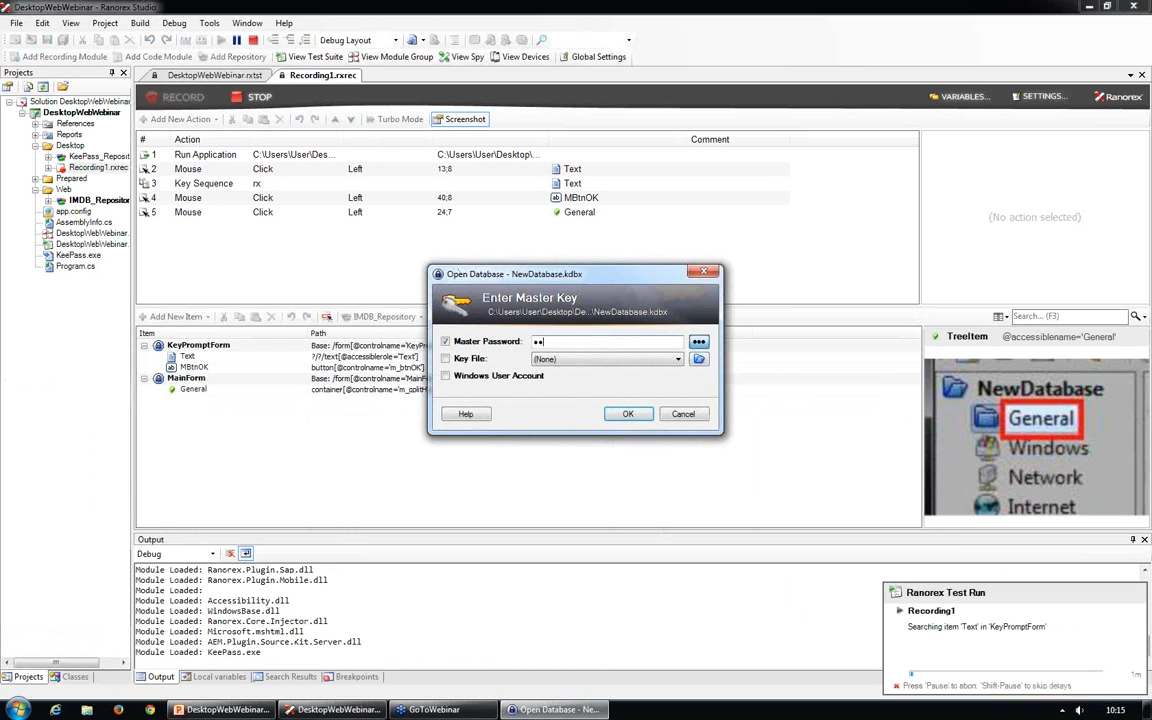 DesktopWebWebinar - Ranorex Studio
File Edit View Project Build Debug Tools Window Help
Debug Layout
Add Recording Module Add Code Module Add Repository View Test Suite View Module Group View Spy View Devices Global Settings
Projects
DesktopWebWebinar.rxtst Recording1.rxrec
Solution DesktopWebWebinar
DesktopWebWebinar
References
Reports
Desktop
KeePass_Reposit
Recording1.rxrec
Prepared
Web
IMDB_Repositor
app.config
AssemblyInfo.cs
DesktopWebWebinar.
DesktopWebWebinar.
KeePass.exe
Program.cs
RECORD STOP VARIABLES... SETTINGS... Ranorex
Add New Action Turbo Mode Screenshot
# Action Comment
1 Run Application C:\Users\User\Des... C:\Users\User\Desktop\...
2 Mouse Click Left 13;8 Text
3 Key Sequence rx Text
4 Mouse Click Left 40;8 MBtnOK
5 Mouse Click Left 24;7 General
(No action selected)
Open Database - NewDatabase.kdbx
Enter Master Key
C:\Users\User\Desktop\De...\NewDatabase.kdbx
Master Password: ••
Key File: (None)
Windows User Account
Help OK Cancel
Add New Item IMDB_Repository Search... (F3)
Item Path
KeyPromptForm Base: /form[@controlname='KeyPr
Text ?/?/text[@accessiblerole='Text']
MBtnOK button[@controlname='m_btnOK']
MainForm Base: /form[@controlname='MainF
General container[@controlname='m_splitH
TreeItem @accessiblename='General'
NewDatabase
General
Windows
Network
Internet
Output
Debug
Module Loaded: Ranorex.Plugin.Sap.dll
Module Loaded: Ranorex.Plugin.Mobile.dll
Module Loaded:
Module Loaded: Accessibility.dll
Module Loaded: WindowsBase.dll
Module Loaded: Ranorex.Core.Injector.dll
Module Loaded: Microsoft.mshtml.dll
Module Loaded: AEM.Plugin.Source.Kit.Server.dll
Module Loaded: KeePass.exe
Ranorex Test Run
Recording1
Searching item 'Text' in 'KeyPromptForm'
1m
Press 'Pause' to abort. 'Shift-Pause' to skip delays
Projects Classes Output Local variables Search Results Breakpoints
DesktopWebWebinar... DesktopWebWebinar... GoToWebinar Open Database - Ne... 10:15